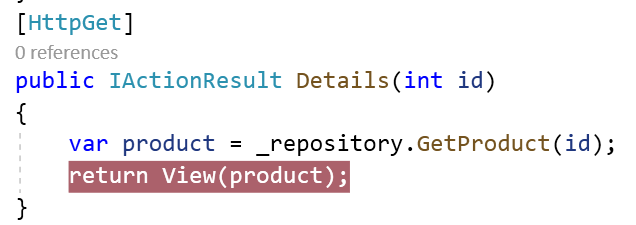 }
[HttpGet]
0 references
public IActionResult Details(int id)
{
var product = _repository.GetProduct(id);
return View(product);
}